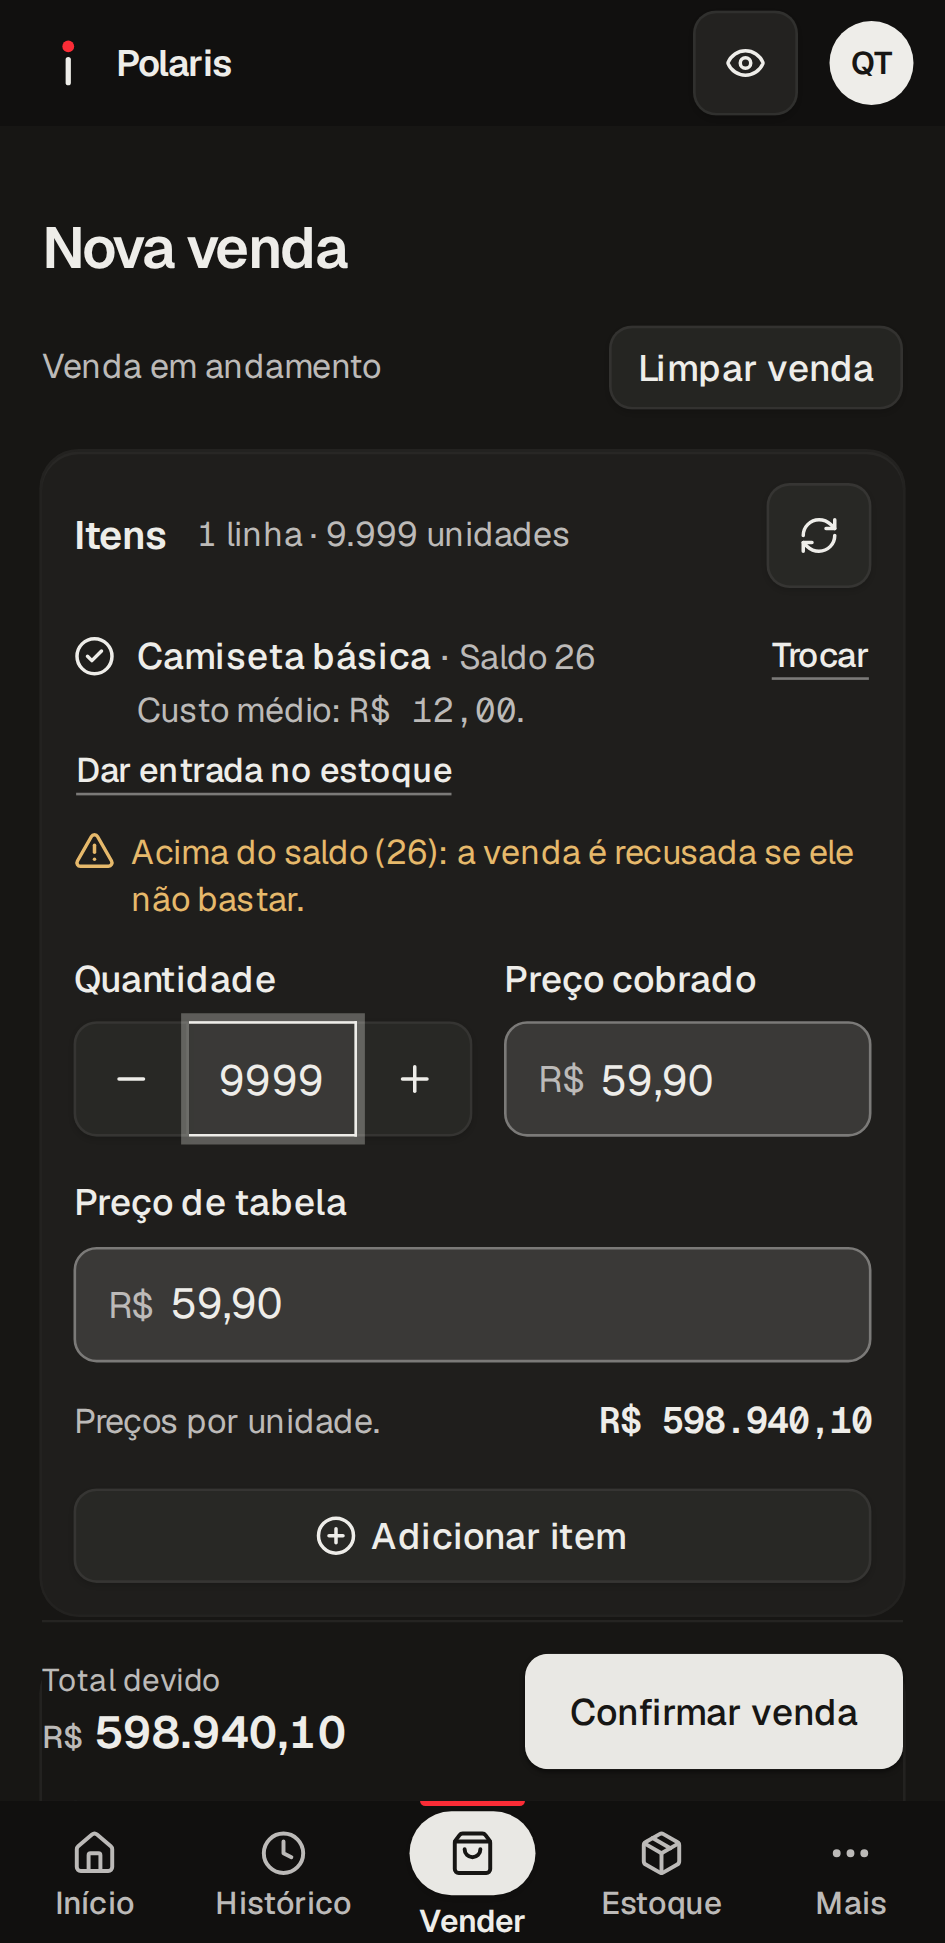 Polaris
QT
Nova venda
Venda em andamento
Limpar venda
Itens 1 linha · 9.999 unidades
Camiseta básica · Saldo 26
Trocar
Custo médio: R$ 12,00.
Dar entrada no estoque
Acima do saldo (26): a venda é recusada se ele
não bastar.
Quantidade
Preço cobrado
9999
R$ 59,90
Preço de tabela
R$ 59,90
Preços por unidade.
R$ 598.940,10
Adicionar item
Total devido
R$ 598.940,10
Confirmar venda
Início
Histórico
Vender
Estoque
Mais